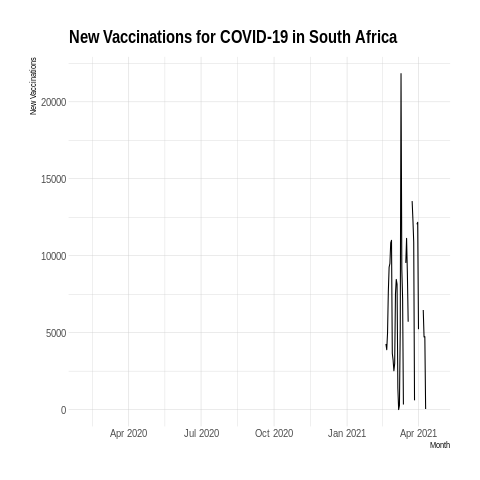 New Vaccinations for COVID-19 in South Africa
New Vaccinations
20000
15000
10000
5000
0
Apr 2020 Jul 2020 Oct 2020 Jan 2021 Apr 2021
Month